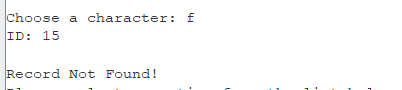 Choose a character: f
ID: 15
Record Not Found!